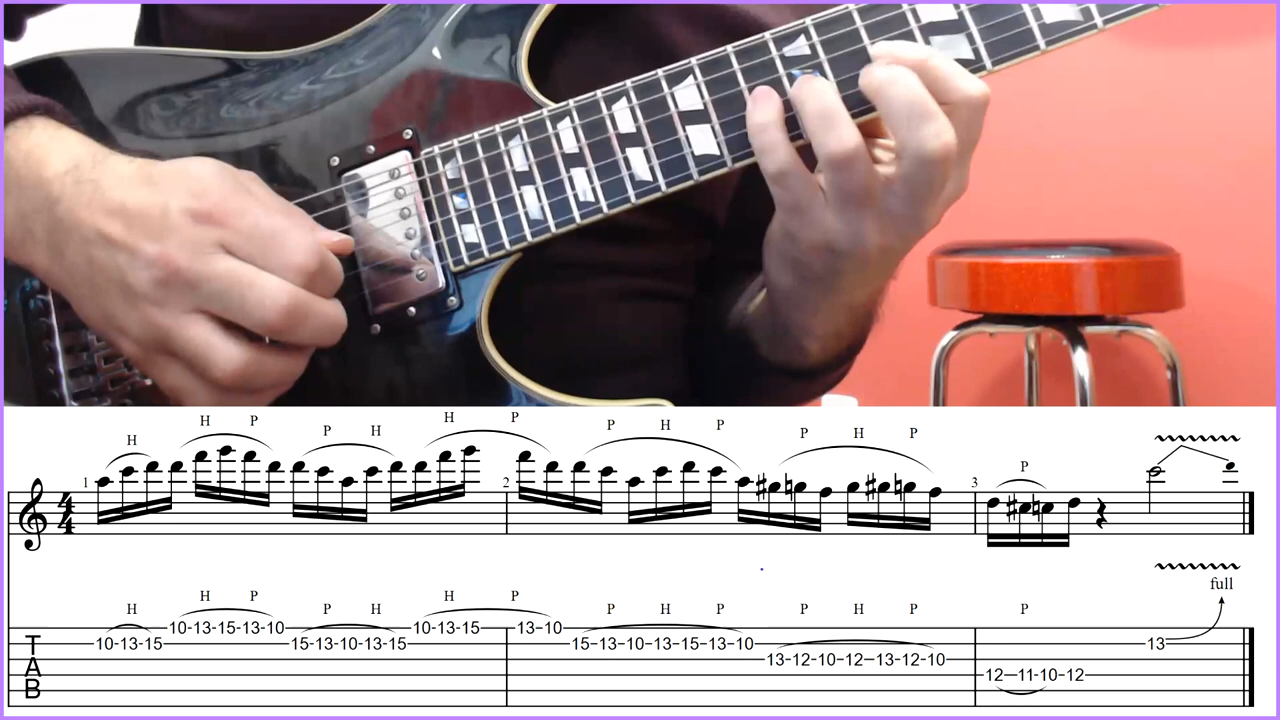 H P P H H P P H P P H P
H
1 2 3 P
4
4
full
H P P H H P P H P P H P P
H
10-13-15-13-10 10-13-15 13-10
T 10-13-15 15-13-10-13-15 15-13-10-13-15-13-10 13
A 13-12-10-12-13-12-10
B 12-11-10-12